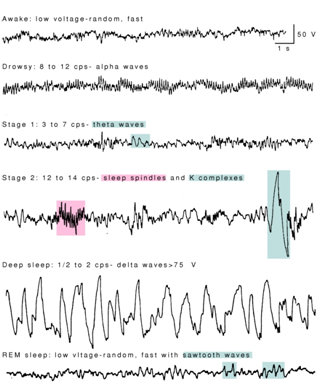 Awake: low voltage-random, fast
50 V
1 s
Drowsy: 8 to 12 cps- alpha waves
Stage 1: 3 to 7 cps- theta waves
Stage 2: 12 to 14 cps- sleep spindles and K complexes
Deep sleep: 1/2 to 2 cps- delta waves>75 V
REM sleep: low vltage-random, fast with sawtooth waves